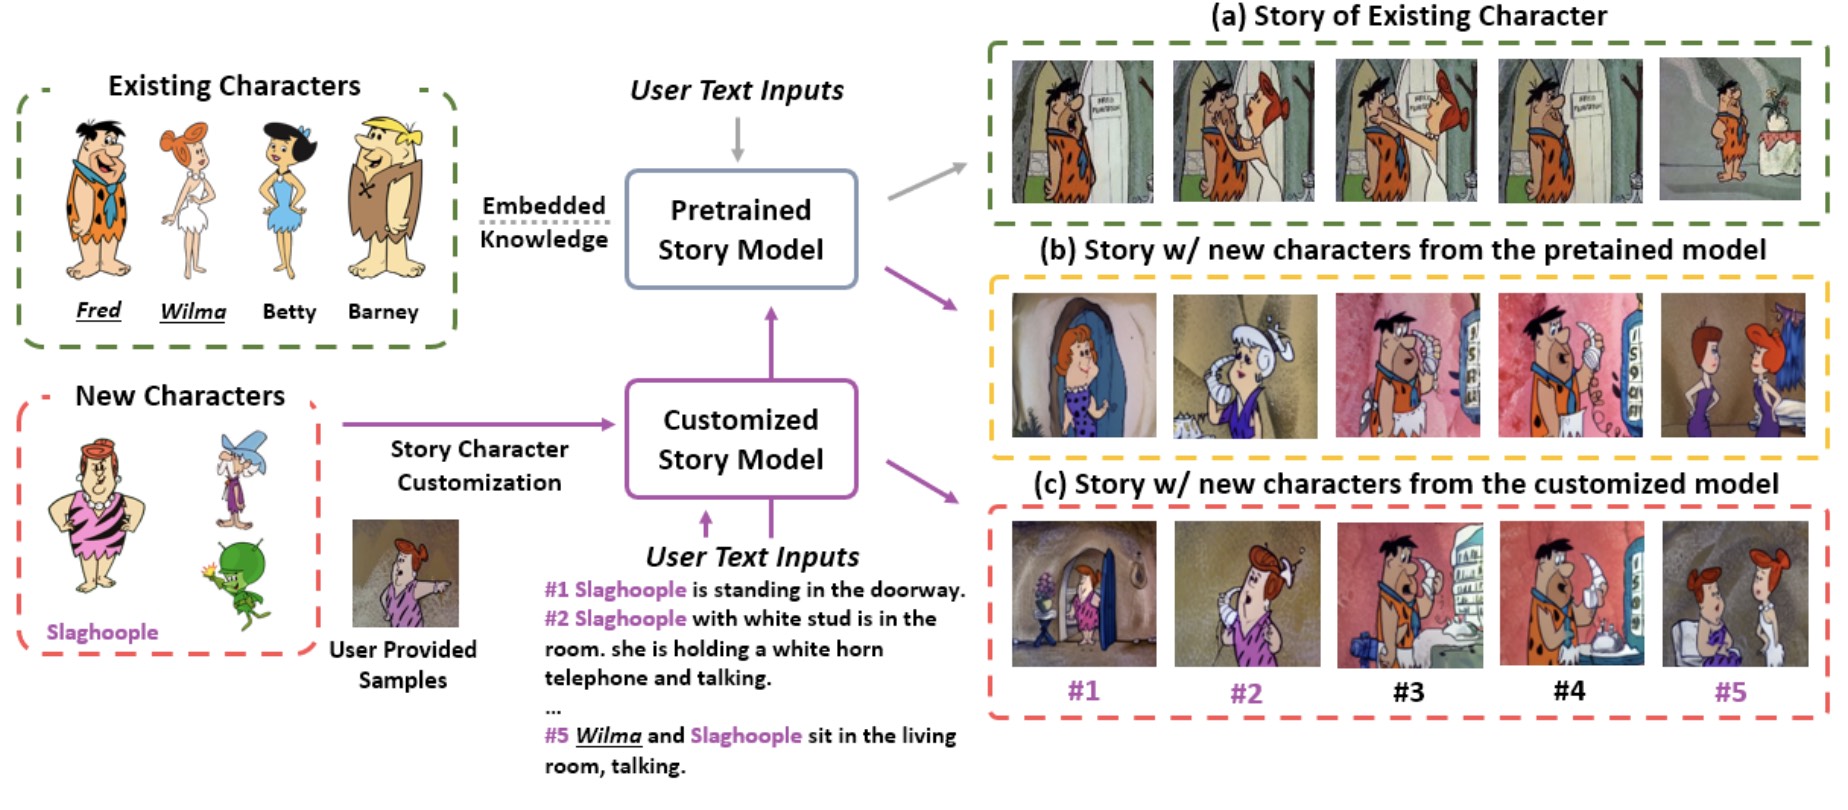 (a) Story of Existing Character
Existing Characters
Fred
Wilma
Betty
Barney
User Text Inputs
Embedded
Knowledge
Pretrained
Story Model
(b) Story w/ new characters from the pretained model
New Characters
Slaghoople
Story Character
Customization
User Provided
Samples
Customized
Story Model
User Text Inputs
#1 Slaghoople is standing in the doorway.
#2 Slaghoople with white stud is in the
room. she is holding a white horn
telephone and talking.
...
#5 Wilma and Slaghoople sit in the living
room, talking.
(c) Story w/ new characters from the customized model
#1
#2
#3
#4
#5